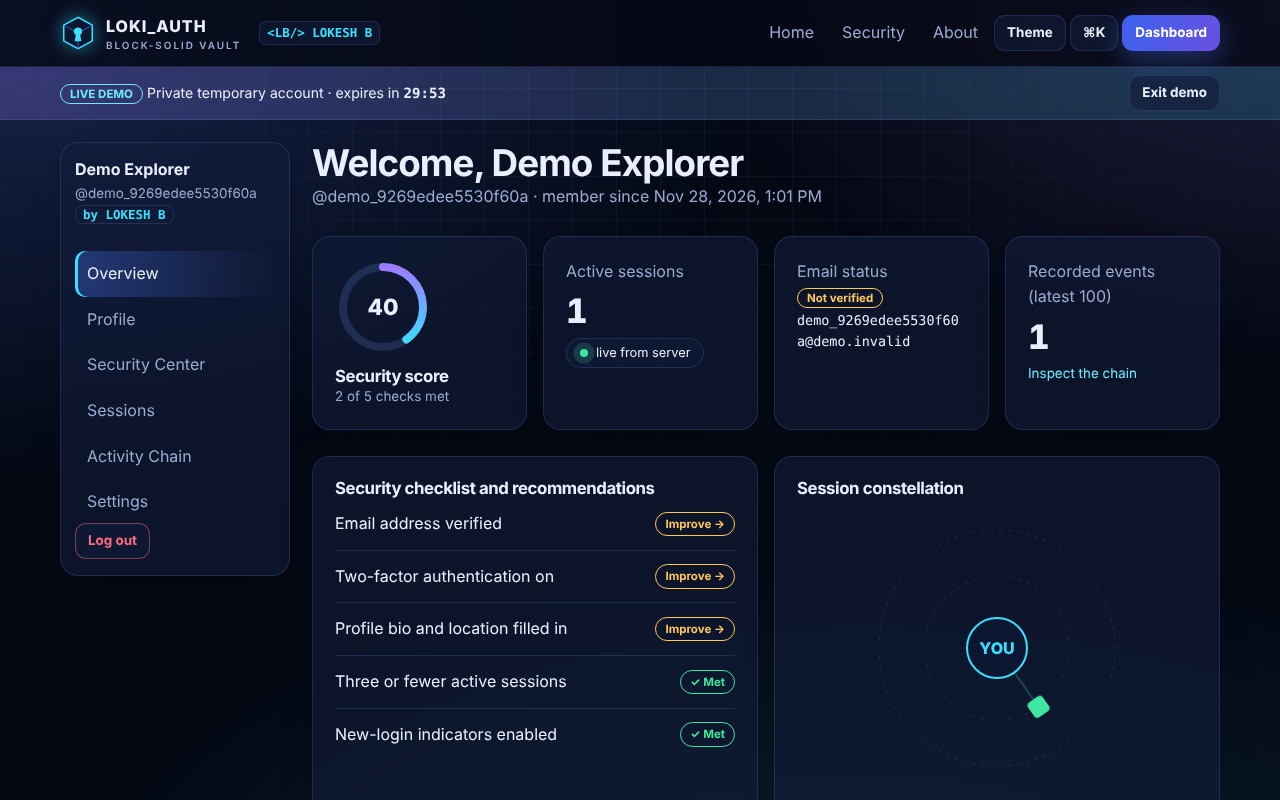 LOKI_AUTH
BLOCK-SOLID VAULT
<LB/> LOKESH B
Home
Security
About
Theme
⌘K
Dashboard
LIVE DEMO Private temporary account · expires in 29:53
Exit demo
Demo Explorer
@demo_9269edee5530f60a
by LOKESH B
Overview
Profile
Security Center
Sessions
Activity Chain
Settings
Log out
Welcome, Demo Explorer
@demo_9269edee5530f60a · member since Nov 28, 2026, 1:01 PM
40
Security score
2 of 5 checks met
Active sessions
1
live from server
Email status
Not verified
demo_9269edee5530f60
a@demo.invalid
Recorded events
(latest 100)
1
Inspect the chain
Security checklist and recommendations
Email address verified
Improve →
Two-factor authentication on
Improve →
Profile bio and location filled in
Improve →
Three or fewer active sessions
✓ Met
New-login indicators enabled
✓ Met
Session constellation
YOU